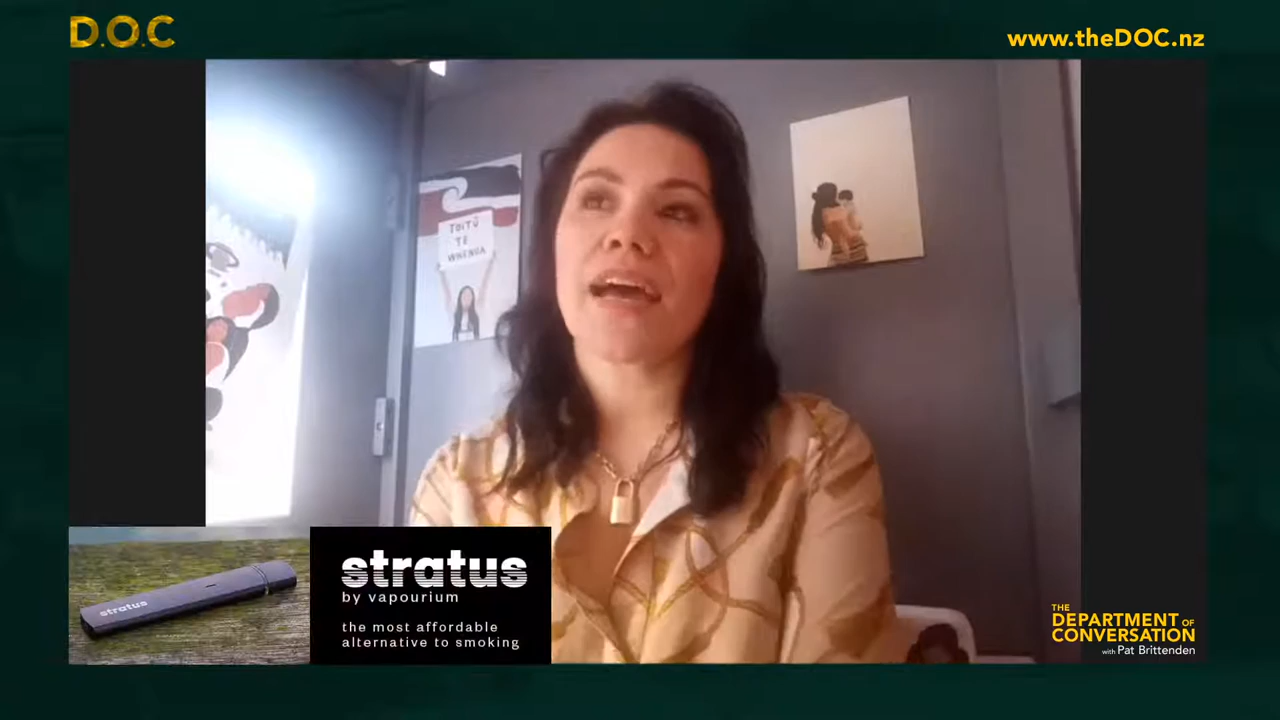 D.O.C
www.theDOC.nz
TOITŪ
TE
WHENUA
stratus
stratus
by vapourium
the most affordable
alternative to smoking
THE
DEPARTMENT OF
CONVERSATION
with Pat Brittenden